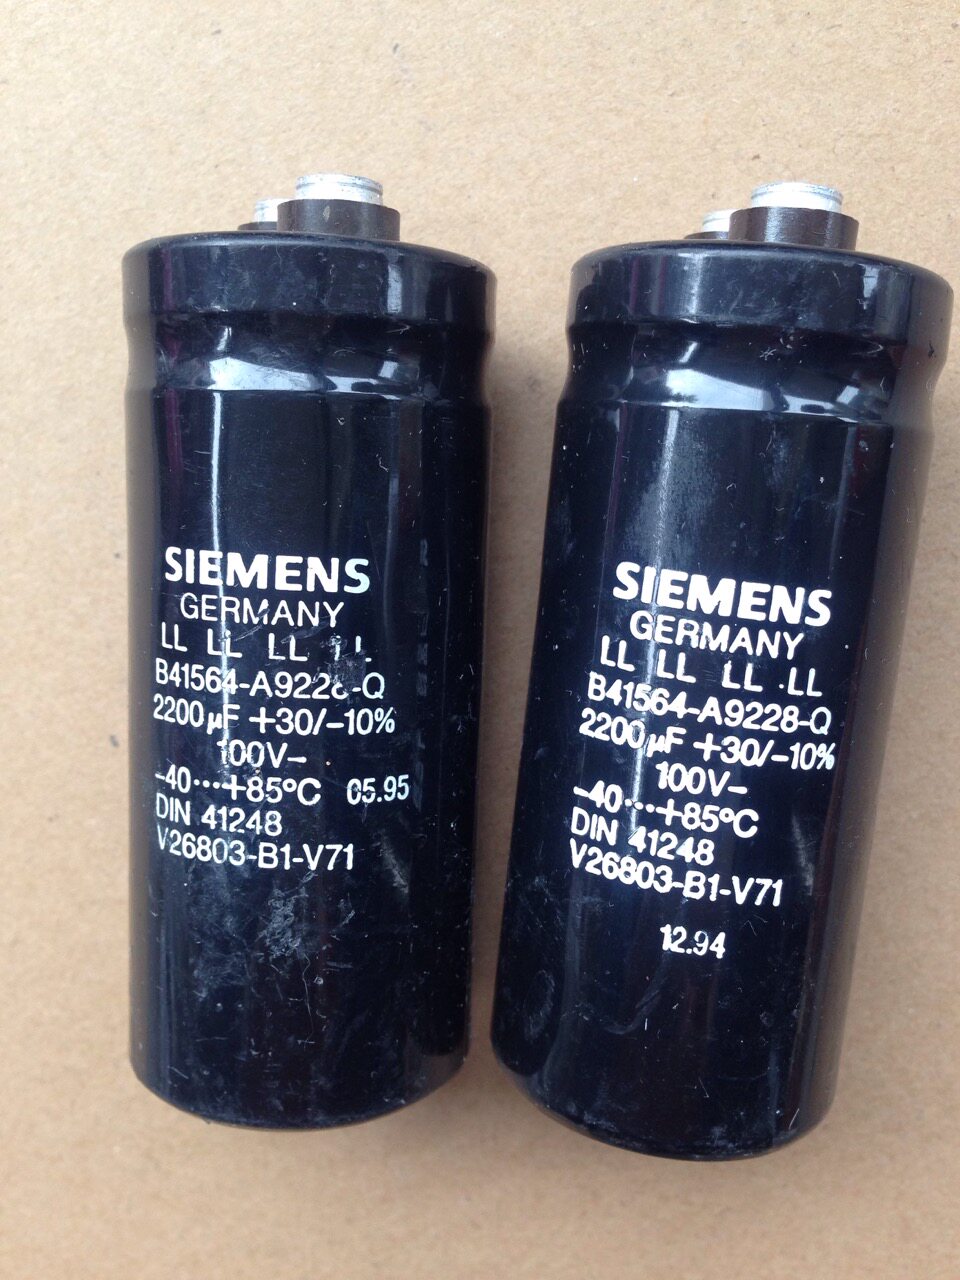 SIEMENS
GERMANY
LL LL LL LL
B41564-A9228-Q
2200µF +30/-10%
100V-
-40...+85°C 05.95
DIN 41248
V26803-B1-V71
SIEMENS
GERMANY
LL LL LL LL
B41564-A9228-Q
2200µF +30/-10%
100V-
-40...+85°C
DIN 41248
V26803-B1-V71
12.94